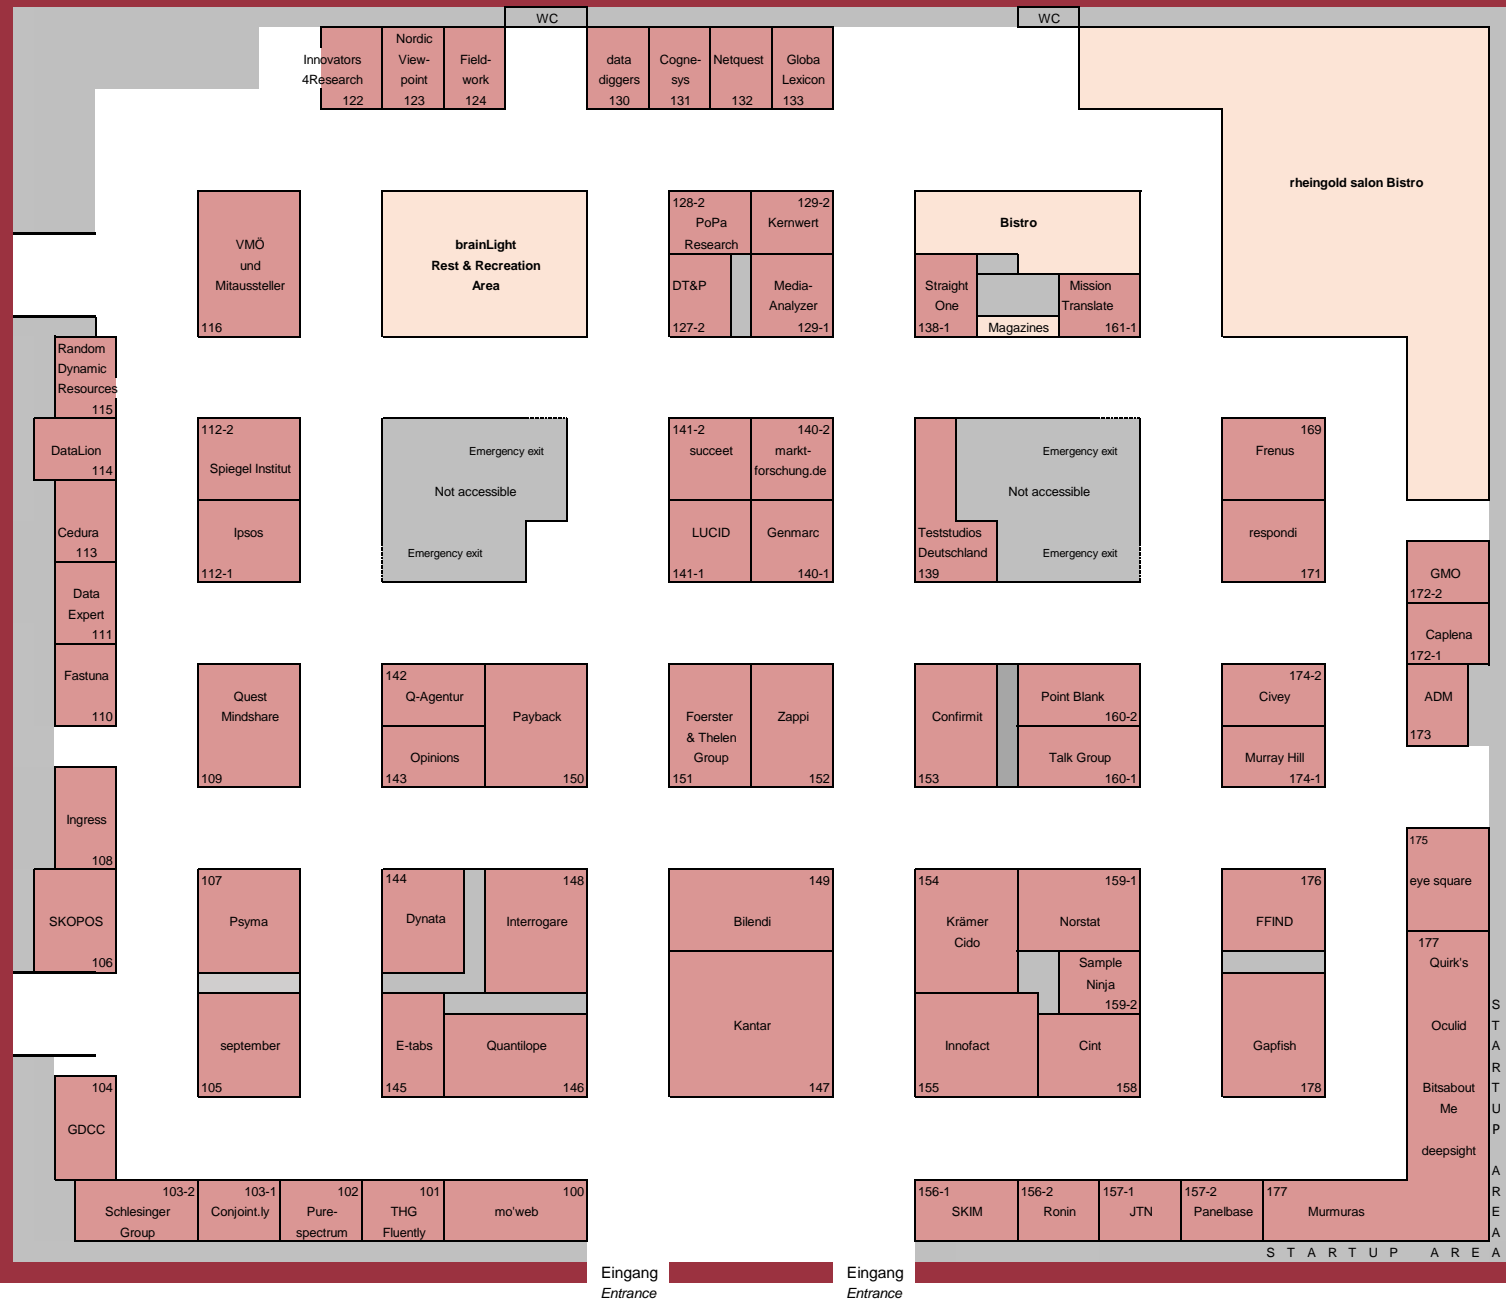 WC
WC
Innovators
4Research
122
Nordic
View-
point
123
Field-
work
124
data
diggers
130
Cogne-
sys
131
Netquest
132
Globa
Lexicon
133
rheingold salon Bistro
VMÖ
und
Mitaussteller
116
brainLight
Rest & Recreation
Area
128-2
PoPa
Research
129-2
Kernwert
DT&P
127-2
Media-
Analyzer
129-1
Bistro
Straight
One
138-1
Magazines
Mission
Translate
161-1
Random
Dynamic
Resources
115
DataLion
114
Cedura
113
Data
Expert
111
Fastuna
110
112-2
Spiegel Institut
Ipsos
112-1
Emergency exit
Not accessible
Emergency exit
141-2
succeet
140-2
markt-
forschung.de
LUCID
141-1
Genmarc
140-1
Teststudios
Deutschland
139
Emergency exit
Not accessible
Emergency exit
169
Frenus
respondi
171
GMO
172-2
Caplena
172-1
ADM
173
Quest
Mindshare
109
142
Q-Agentur
Opinions
143
Payback
150
Foerster
& Thelen
Group
151
Zappi
152
Confirmit
153
Point Blank
160-2
Talk Group
160-1
174-2
Civey
Murray Hill
174-1
Ingress
108
SKOPOS
106
107
Psyma
september
105
144
Dynata
148
Interrogare
E-tabs
145
Quantilope
146
149
Bilendi
Kantar
147
154
Krämer
Cido
159-1
Norstat
Sample
Ninja
159-2
Innofact
155
Cint
158
176
FFIND
Gapfish
178
175
eye square
177
Quirk's
Oculid
Bitsabout
Me
deepsight
STARTUP AREA
104
GDCC
103-2
Schlesinger
Group
103-1
Conjoint.ly
102
Pure-
spectrum
101
THG
Fluently
100
mo'web
156-1
SKIM
156-2
Ronin
157-1
JTN
157-2
Panelbase
177
Murmuras
STARTUP AREA
Eingang
Entrance
Eingang
Entrance